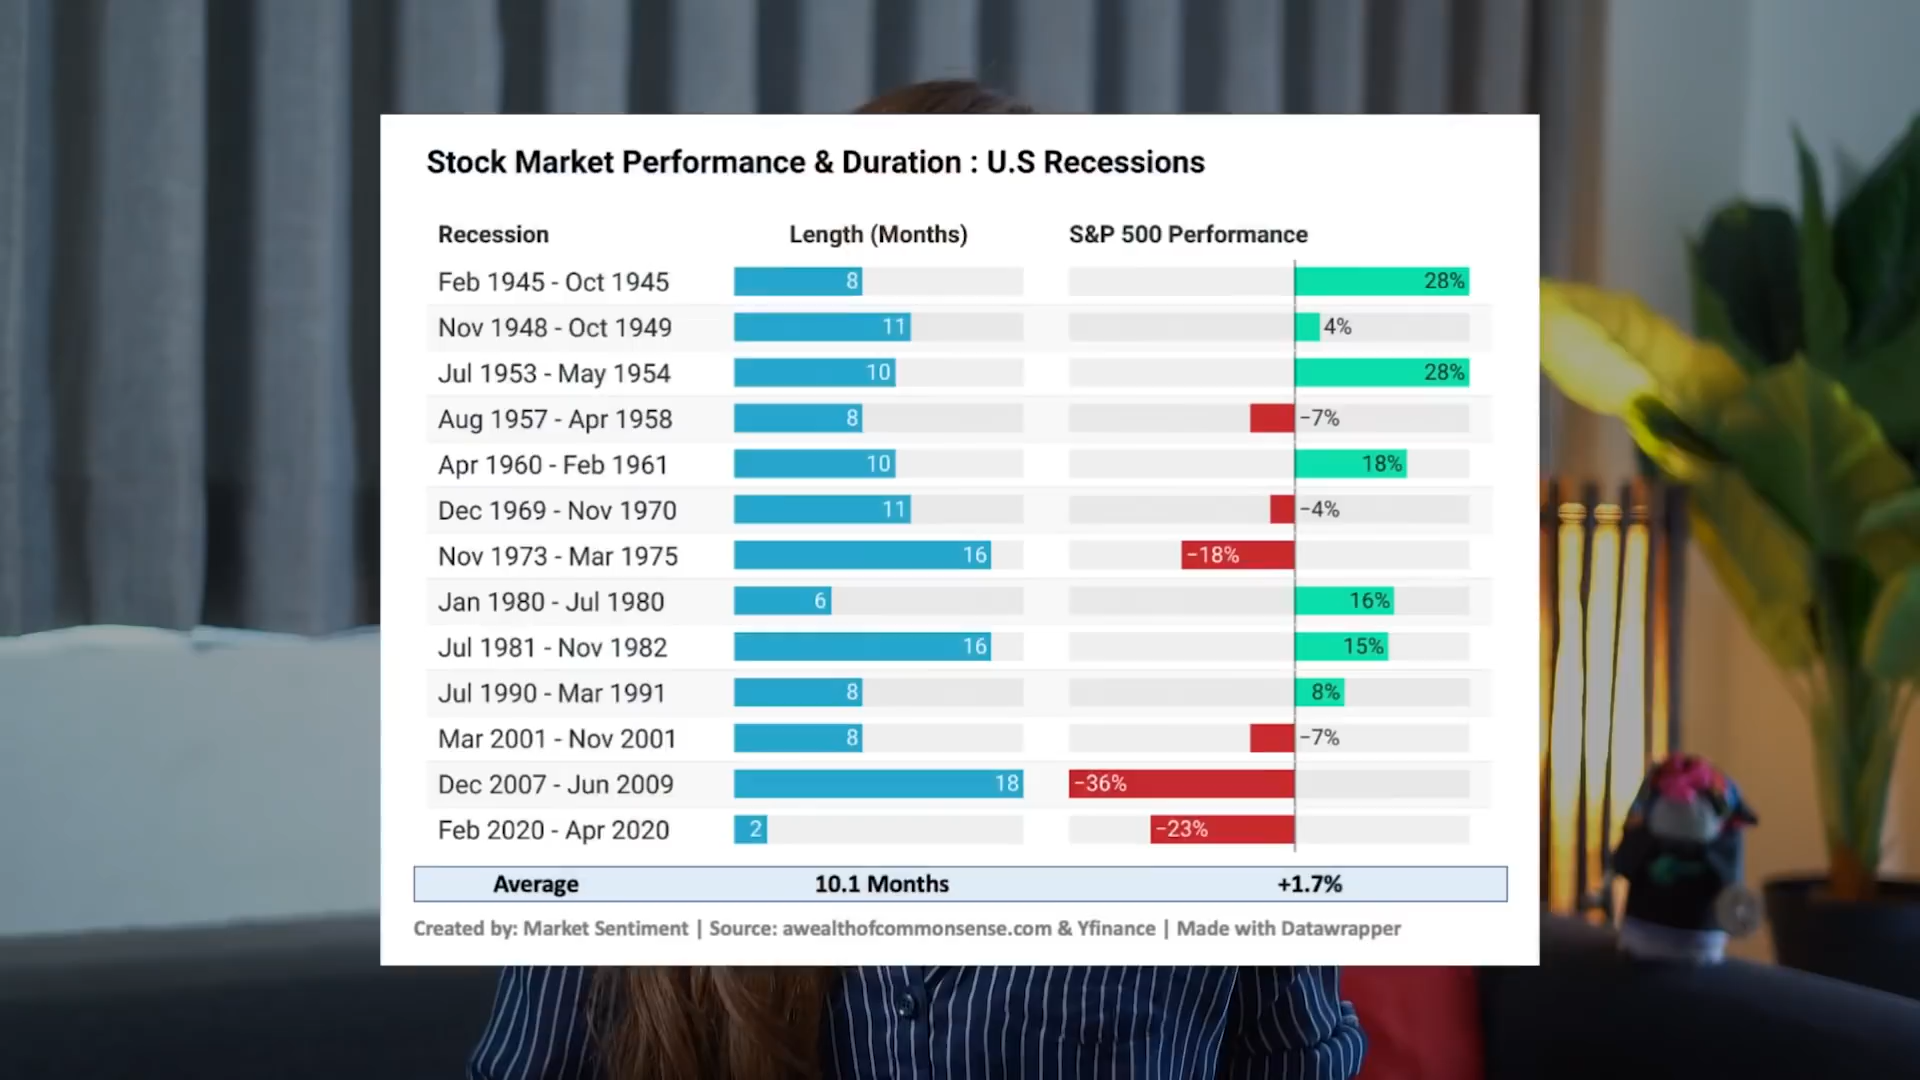 Stock Market Performance & Duration : U.S Recessions
Recession Length (Months) S&P 500 Performance
Feb 1945 - Oct 1945 8 28%
Nov 1948 - Oct 1949 11 4%
Jul 1953 - May 1954 10 28%
Aug 1957 - Apr 1958 8 −7%
Apr 1960 - Feb 1961 10 18%
Dec 1969 - Nov 1970 11 −4%
Nov 1973 - Mar 1975 16 −18%
Jan 1980 - Jul 1980 6 16%
Jul 1981 - Nov 1982 16 15%
Jul 1990 - Mar 1991 8 8%
Mar 2001 - Nov 2001 8 −7%
Dec 2007 - Jun 2009 18 −36%
Feb 2020 - Apr 2020 2 −23%
Average 10.1 Months +1.7%
Created by: Market Sentiment | Source: awealthofcommonsense.com & Yfinance | Made with Datawrapper